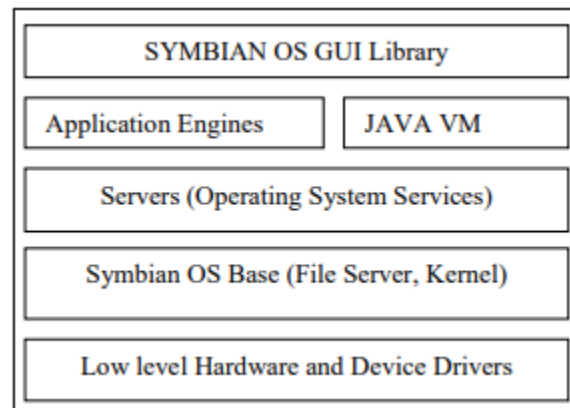 SYMBIAN OS GUI Library
Application Engines
JAVA VM
Servers (Operating System Services)
Symbian OS Base (File Server, Kernel)
Low level Hardware and Device Drivers